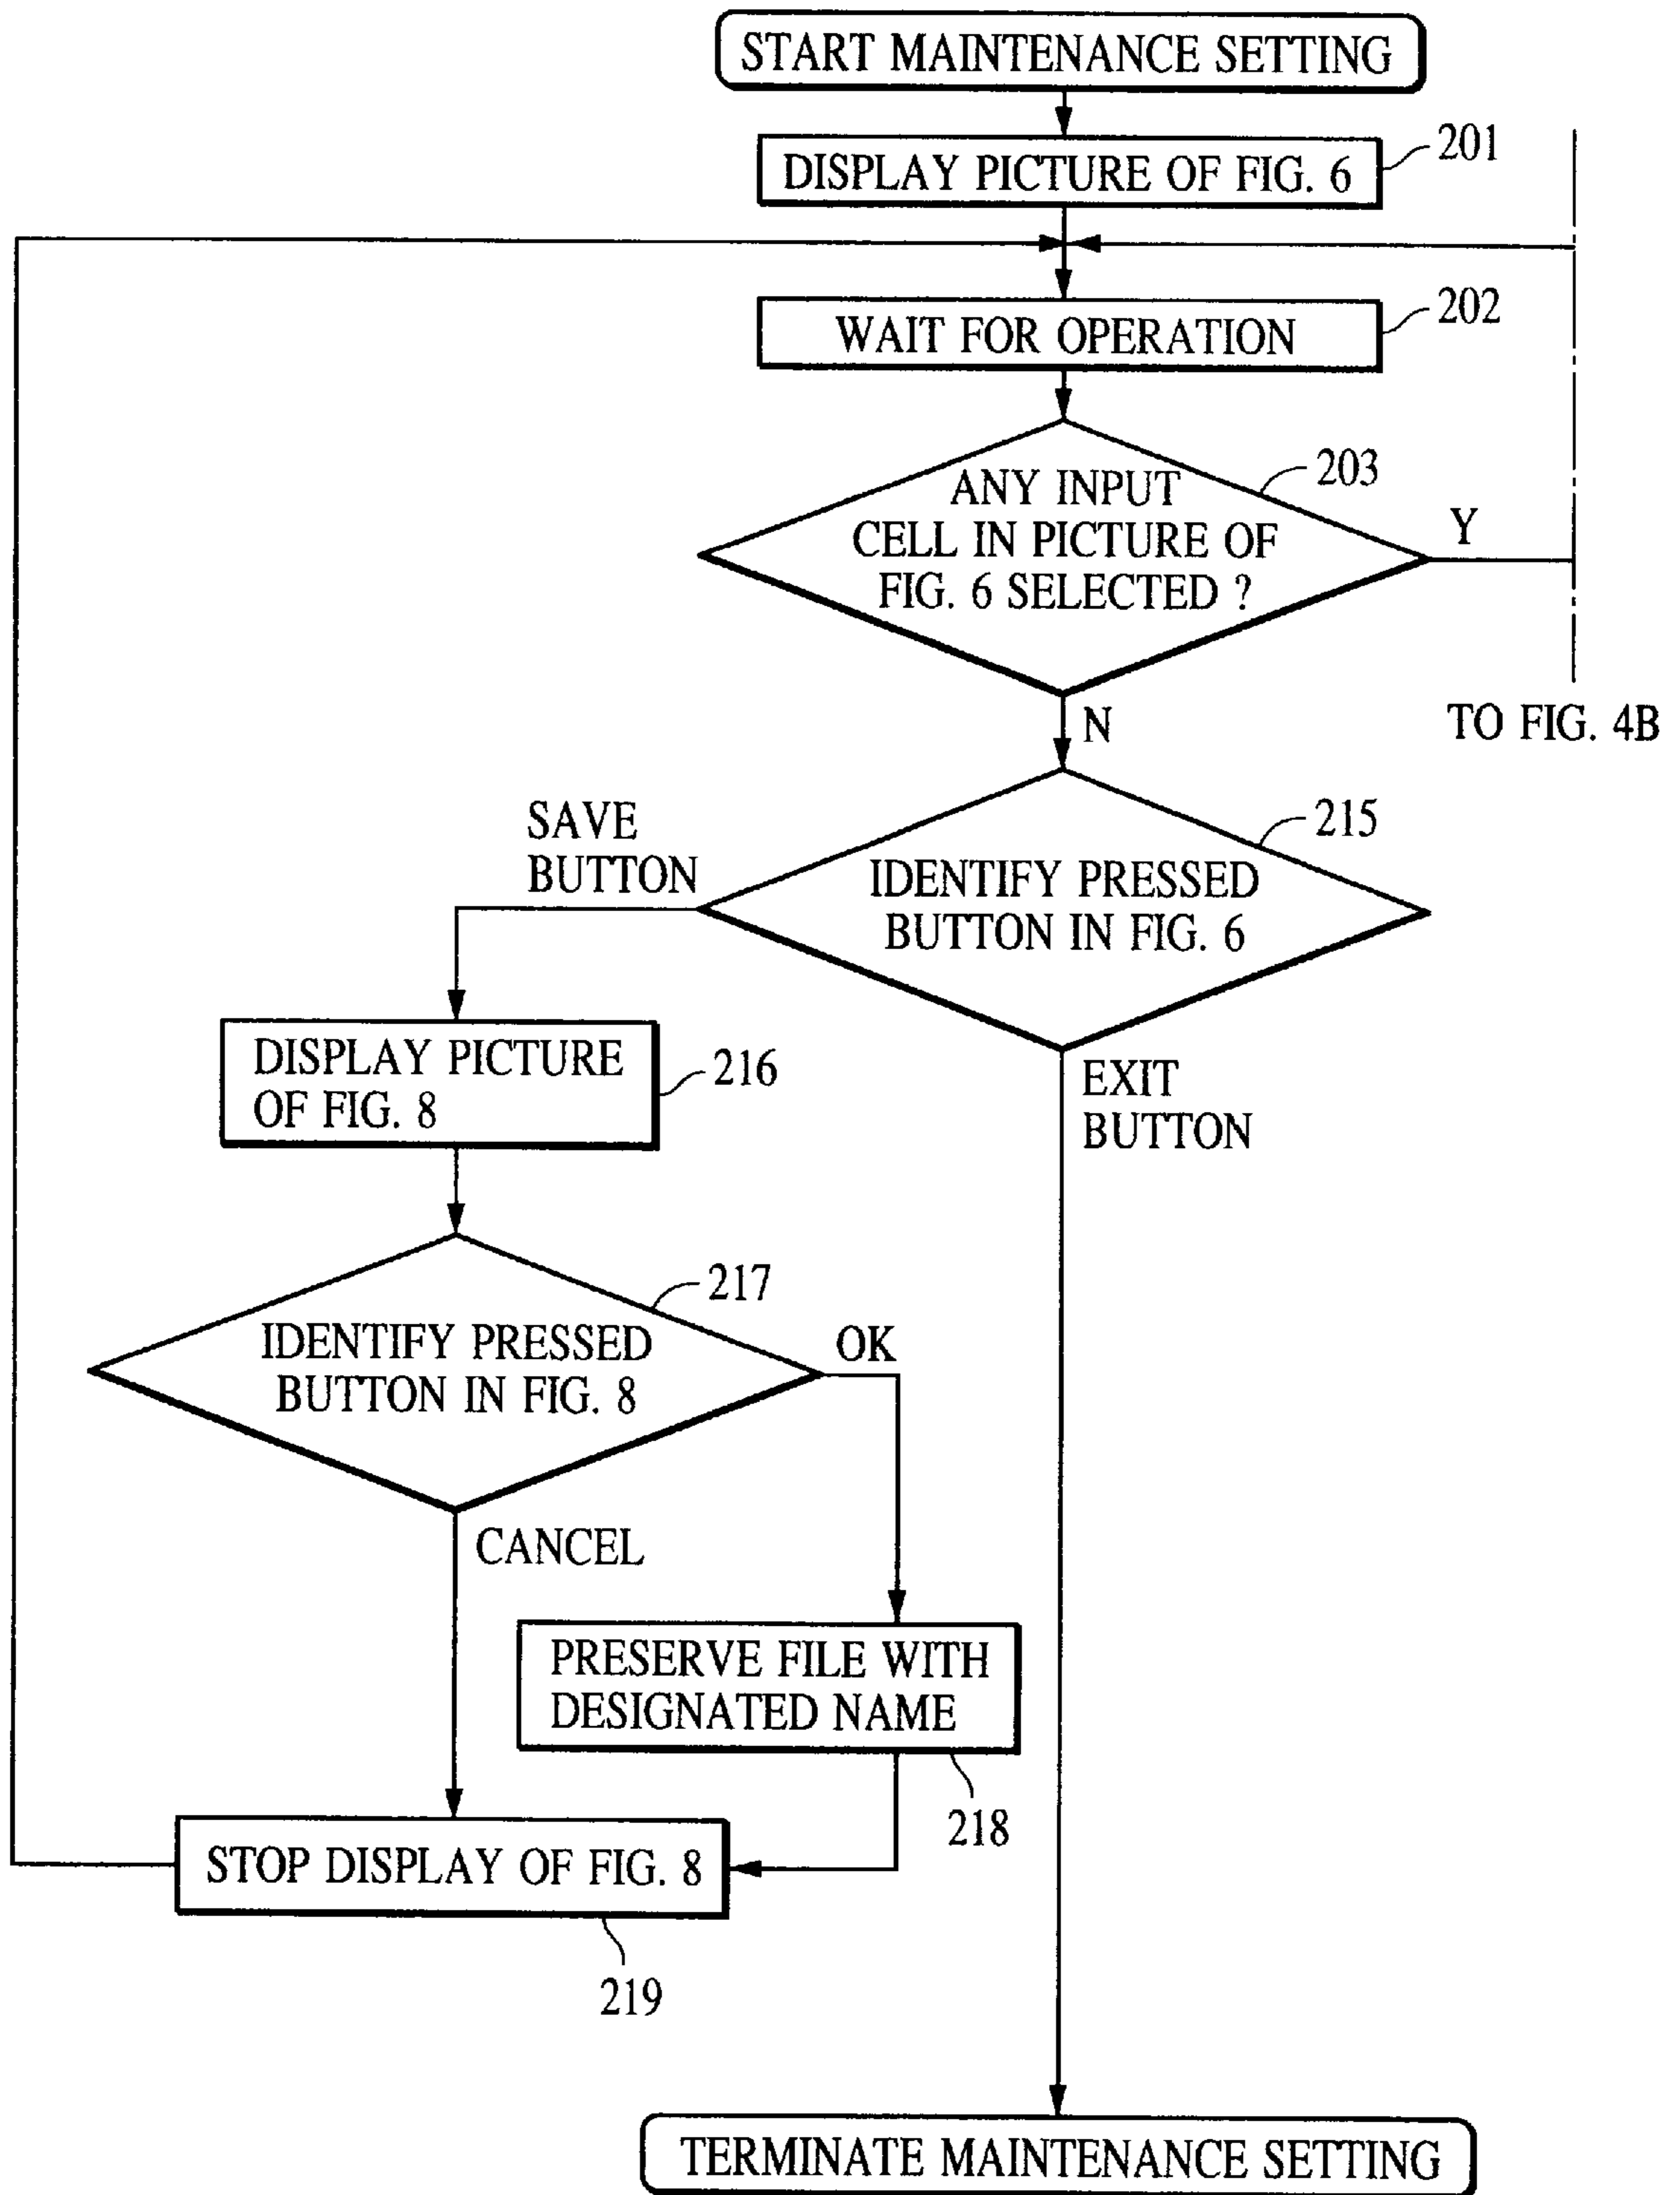 START MAINTENANCE SETTING
DISPLAY PICTURE OF FIG. 6
201
WAIT FOR OPERATION
202
ANY INPUT
CELL IN PICTURE OF
FIG. 6 SELECTED ?
203
Y
TO FIG. 4B
N
SAVE
BUTTON
IDENTIFY PRESSED
BUTTON IN FIG. 6
215
DISPLAY PICTURE
OF FIG. 8
216
EXIT
BUTTON
IDENTIFY PRESSED
BUTTON IN FIG. 8
217
OK
CANCEL
PRESERVE FILE WITH
DESIGNATED NAME
218
STOP DISPLAY OF FIG. 8
219
TERMINATE MAINTENANCE SETTING